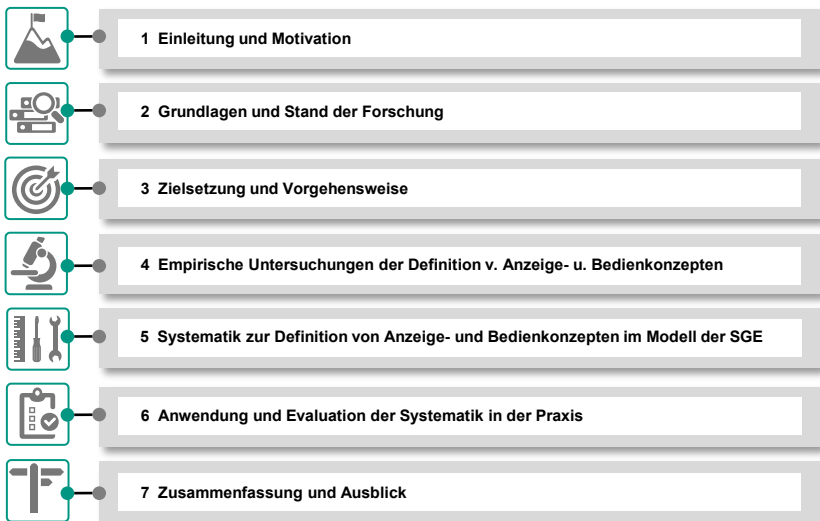 1 Einleitung und Motivation
2 Grundlagen und Stand der Forschung
3 Zielsetzung und Vorgehensweise
4 Empirische Untersuchungen der Definition v. Anzeige- u. Bedienkonzepten
5 Systematik zur Definition von Anzeige- und Bedienkonzepten im Modell der SGE
6 Anwendung und Evaluation der Systematik in der Praxis
7 Zusammenfassung und Ausblick